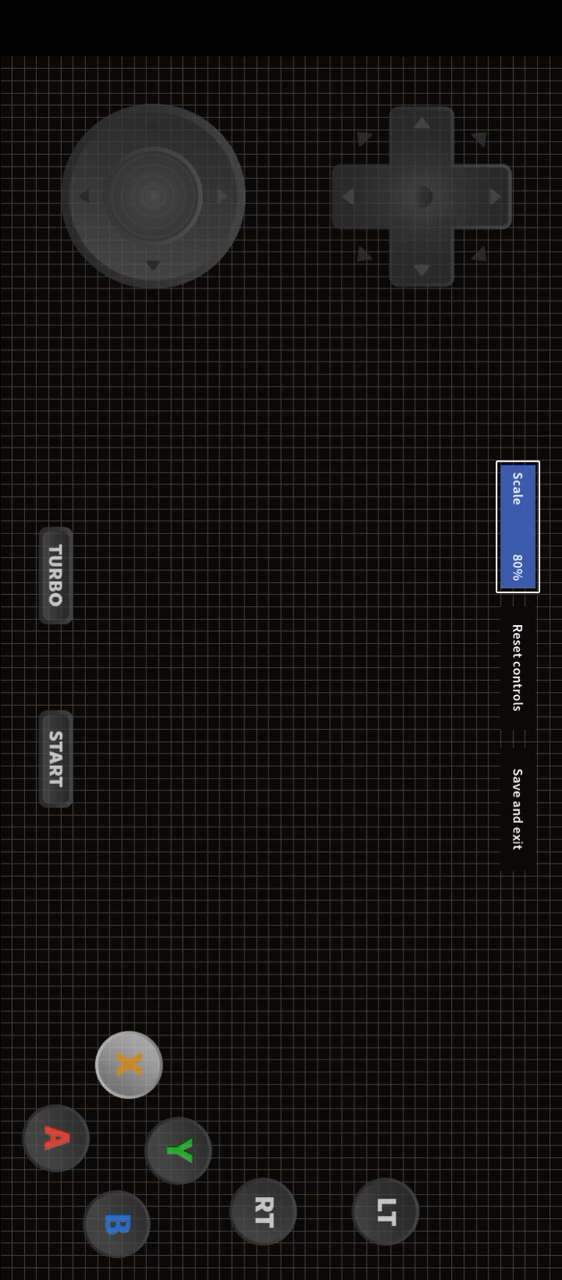 Scale 80%
Reset controls
Save and exit
LT
RT
Y
X
B
A
TURBO
START